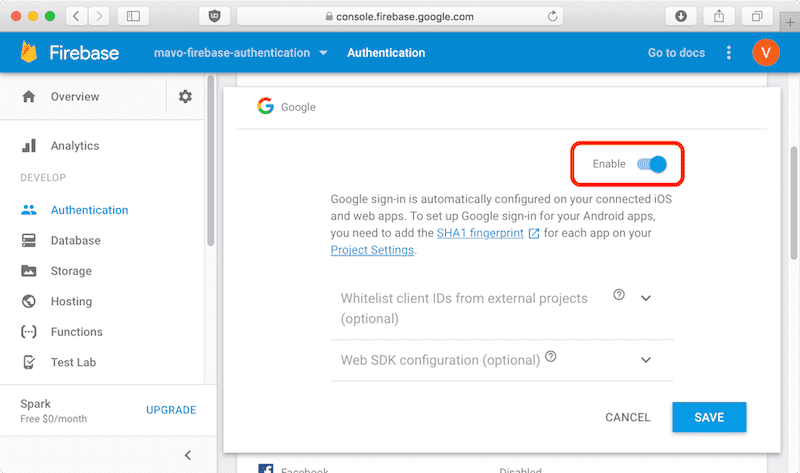 console.firebase.google.com
Firebase
mavo-firebase-authentication
Authentication
Go to docs
V
Overview
Analytics
DEVELOP
Authentication
Database
Storage
Hosting
Functions
Test Lab
Spark
Free $0/month
UPGRADE
Google
Enable
Google sign-in is automatically configured on your connected iOS
and web apps. To set up Google sign-in for your Android apps,
you need to add the SHA1 fingerprint for each app on your
Project Settings.
Whitelist client IDs from external projects
(optional)
Web SDK configuration (optional)
CANCEL
SAVE
Facebook
Disabled